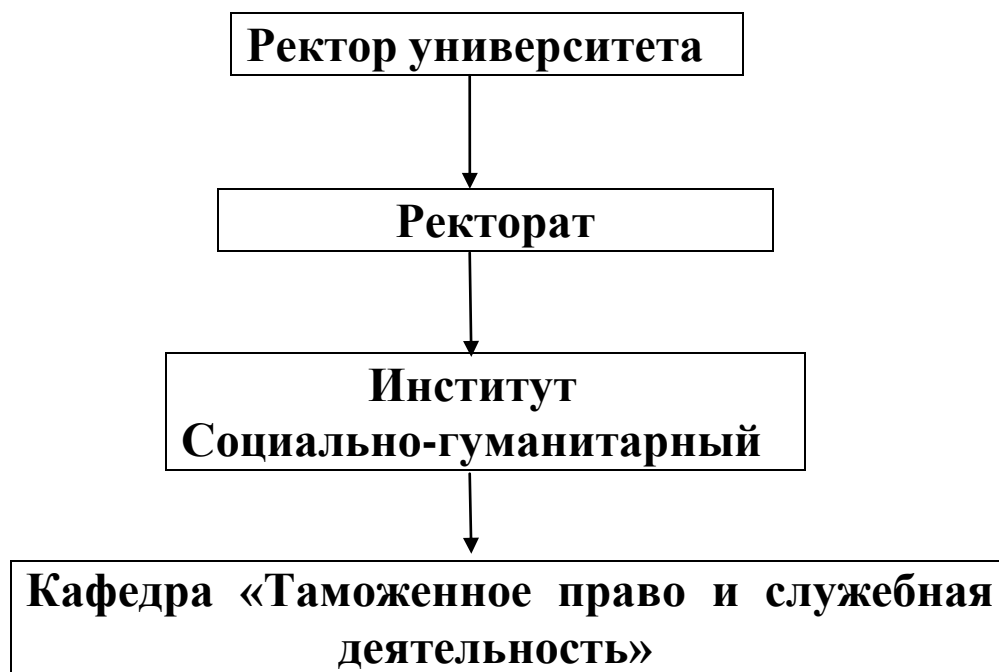 Ректор университета
Ректорат
Институт
Социально-гуманитарный
Кафедра «Таможенное право и служебная
деятельность»